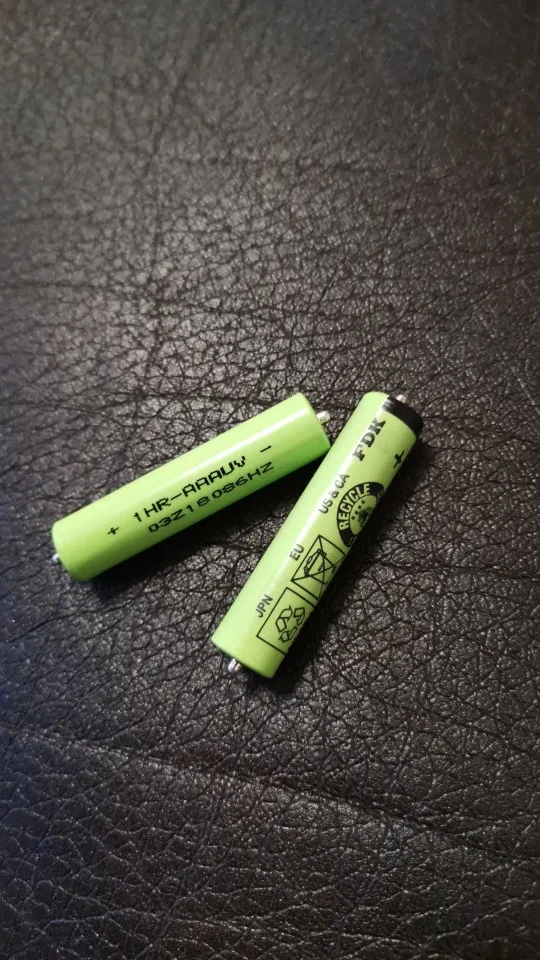 + 1HR-AAAUV -
03Z18086HZ
FDK +
US & CA
RECYCLE
EU
JPN